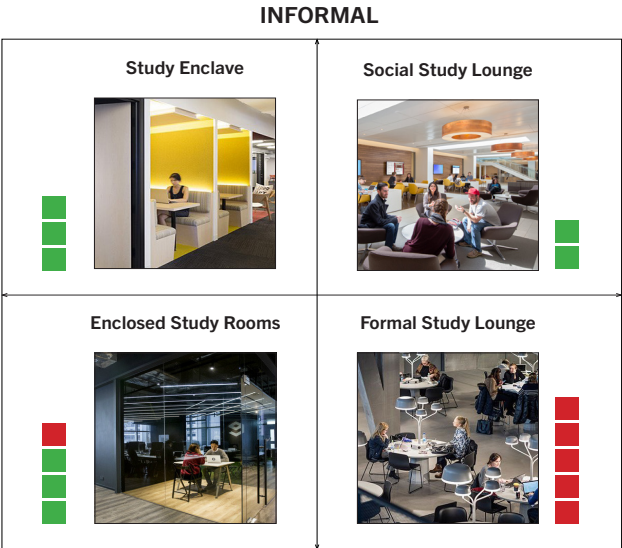 INFORMAL
Study Enclave
Social Study Lounge
Enclosed Study Rooms
Formal Study Lounge